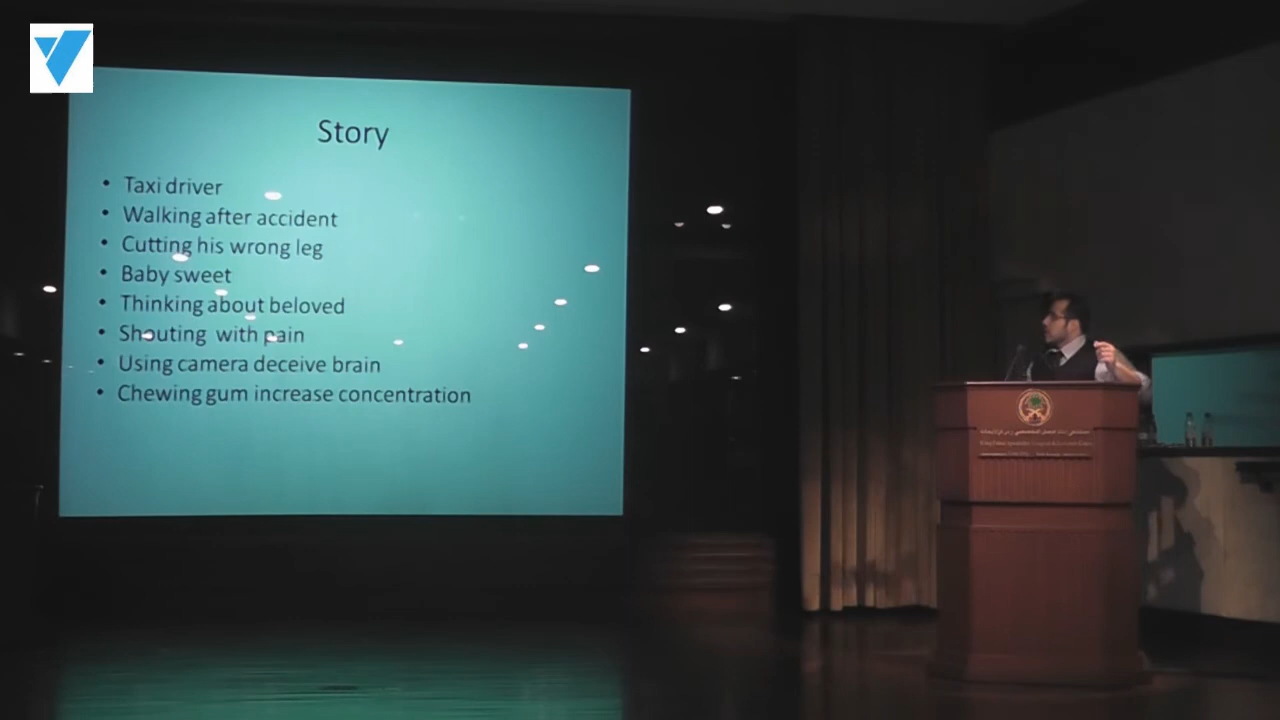 Story
• Taxi driver
• Walking after accident
• Cutting his wrong leg
• Baby sweet
• Thinking about beloved
• Shouting with pain
• Using camera deceive brain
• Chewing gum increase concentration